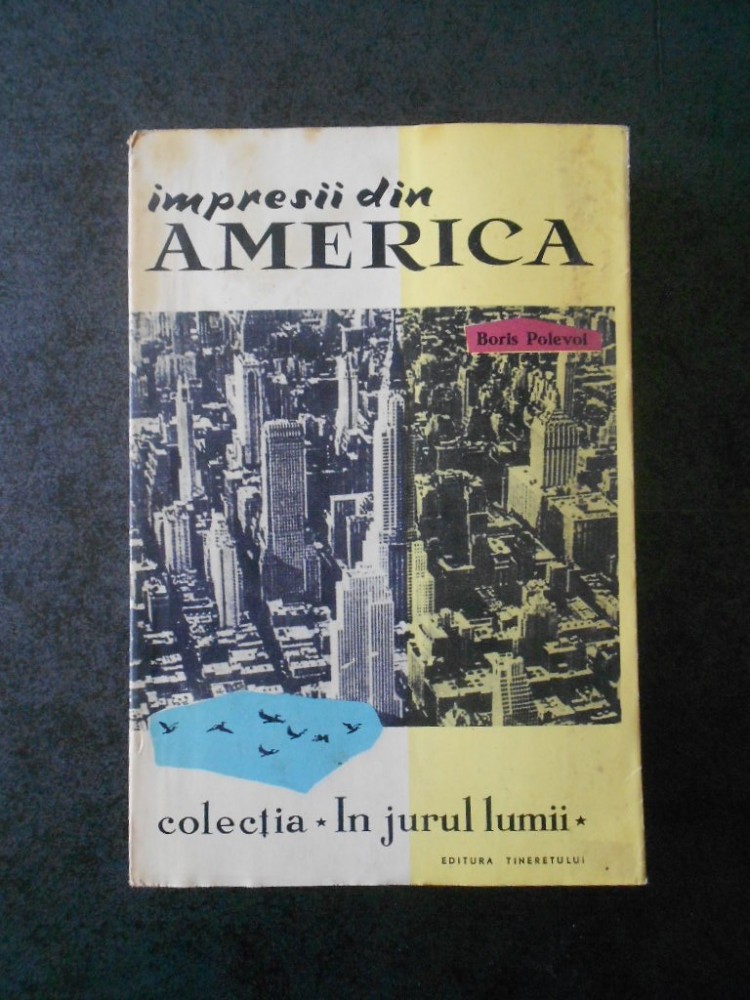 impresii din
AMERICA
Boris Polevoi
colecția ★ In jurul lumii ★
EDITURA TINERETULUI